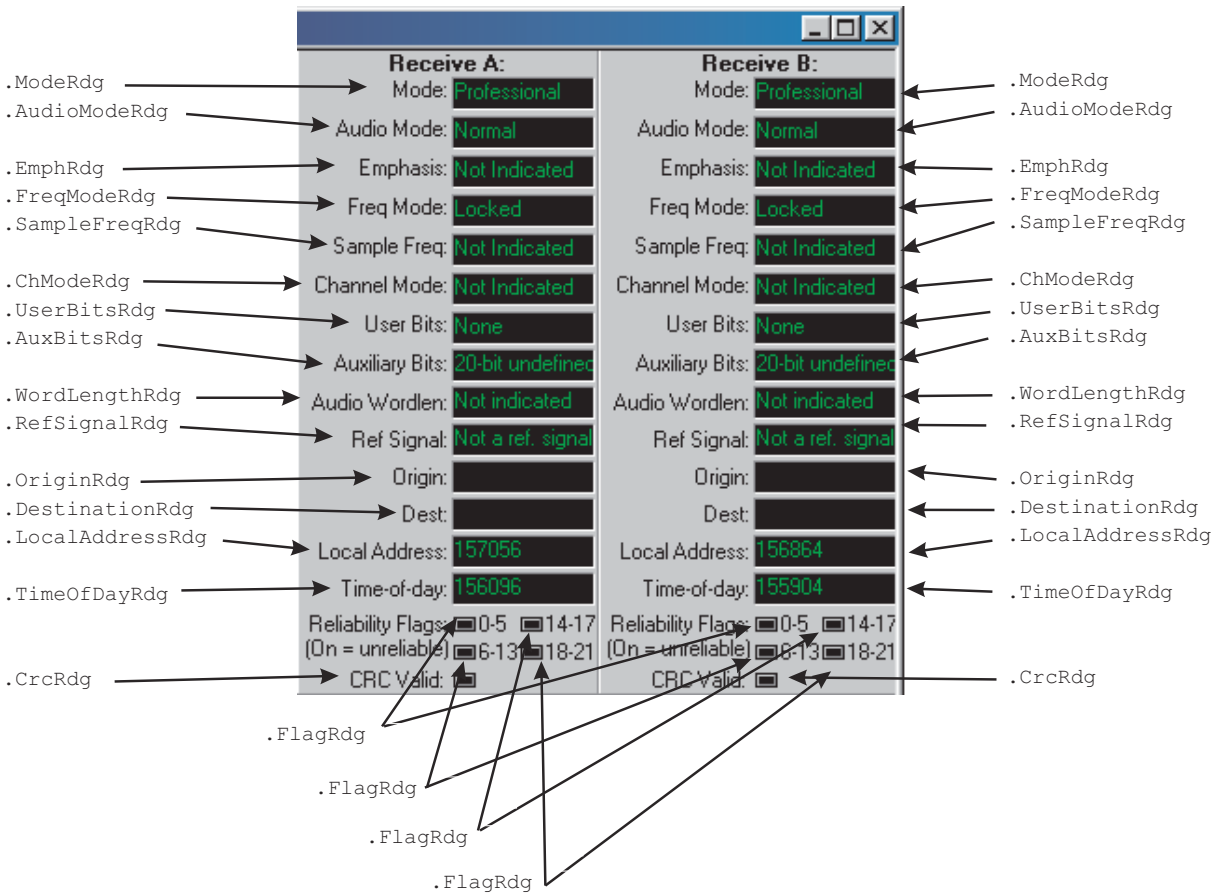 Receive A: Receive B:
.ModeRdg Mode: Professional Mode: Professional .ModeRdg
.AudioModeRdg Audio Mode: Normal Audio Mode: Normal .AudioModeRdg
.EmphRdg Emphasis: Not Indicated Emphasis: Not Indicated .EmphRdg
.FreqModeRdg Freq Mode: Locked Freq Mode: Locked .FreqModeRdg
.SampleFreqRdg Sample Freq: Not Indicated Sample Freq: Not Indicated .SampleFreqRdg
.ChModeRdg Channel Mode: Not Indicated Channel Mode: Not Indicated .ChModeRdg
.UserBitsRdg User Bits: None User Bits: None .UserBitsRdg
.AuxBitsRdg Auxiliary Bits: 20-bit undefined Auxiliary Bits: 20-bit undefined .AuxBitsRdg
.WordLengthRdg Audio Wordlen: Not indicated Audio Wordlen: Not indicated .WordLengthRdg
.RefSignalRdg Ref Signal: Not a ref. signal Ref Signal: Not a ref. signal .RefSignalRdg
.OriginRdg Origin: Origin: .OriginRdg
.DestinationRdg Dest: Dest: .DestinationRdg
.LocalAddressRdg Local Address: 157056 Local Address: 156864 .LocalAddressRdg
.TimeOfDayRdg Time-of-day: 156096 Time-of-day: 155904 .TimeOfDayRdg
Reliability Flags: 0-5 14-17 Reliability Flags: 0-5 14-17
(On = unreliable) 6-13 18-21 (On = unreliable) 6-13 18-21
.CrcRdg CRC Valid: CRC Valid: .CrcRdg
.FlagRdg
.FlagRdg
.FlagRdg
.FlagRdg